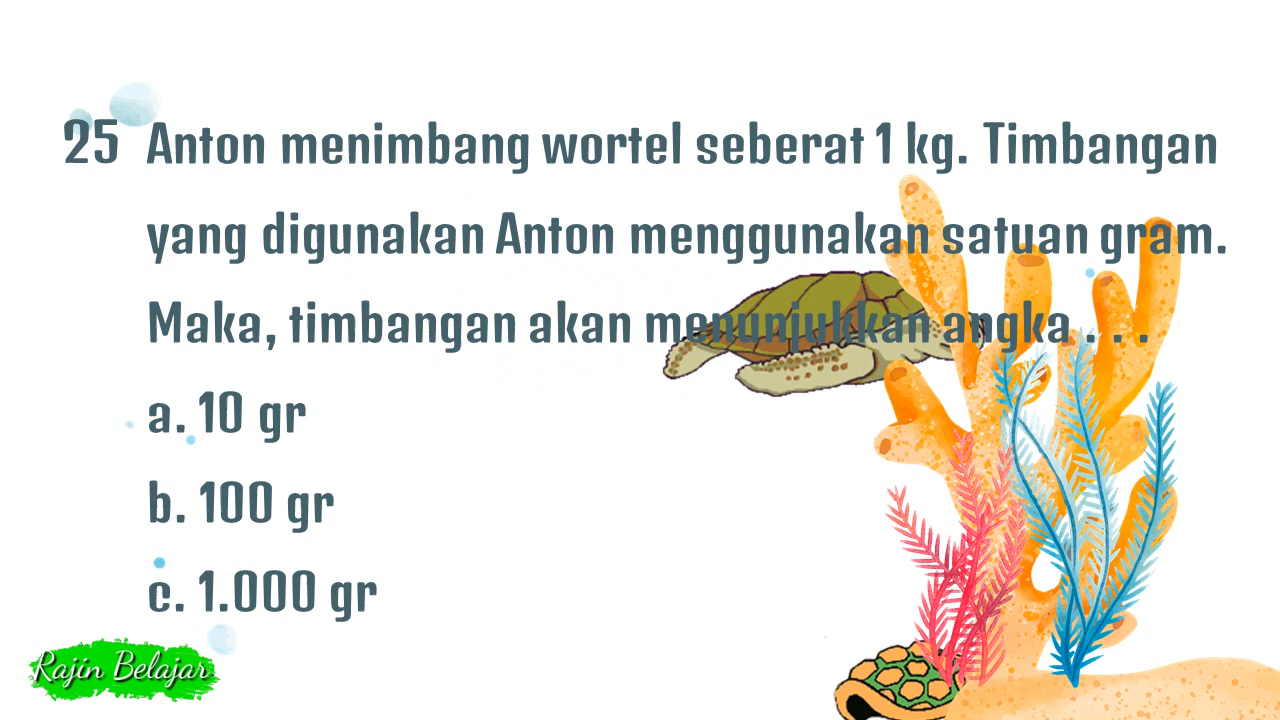 25 Anton menimbang wortel seberat 1 kg. Timbangan
yang digunakan Anton menggunakan satuan gram.
Maka, timbangan akan menunjukkan angka . . .
a. 10 gr
b. 100 gr
c. 1.000 gr
Rajin Belajar